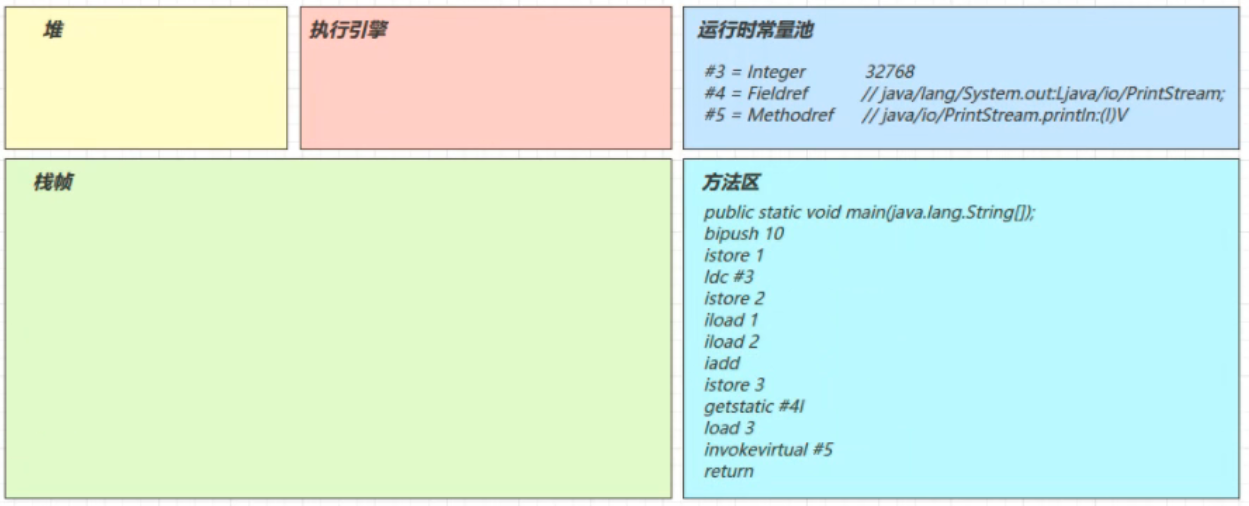 堆
执行引擎
运行时常量池
#3 = Integer 32768
#4 = Fieldref // java/lang/System.out:Ljava/io/PrintStream;
#5 = Methodref // java/io/PrintStream.println:(I)V
栈帧
方法区
public static void main(java.lang.String[]);
bipush 10
istore 1
ldc #3
istore 2
iload 1
iload 2
iadd
istore 3
getstatic #4I
load 3
invokevirtual #5
return